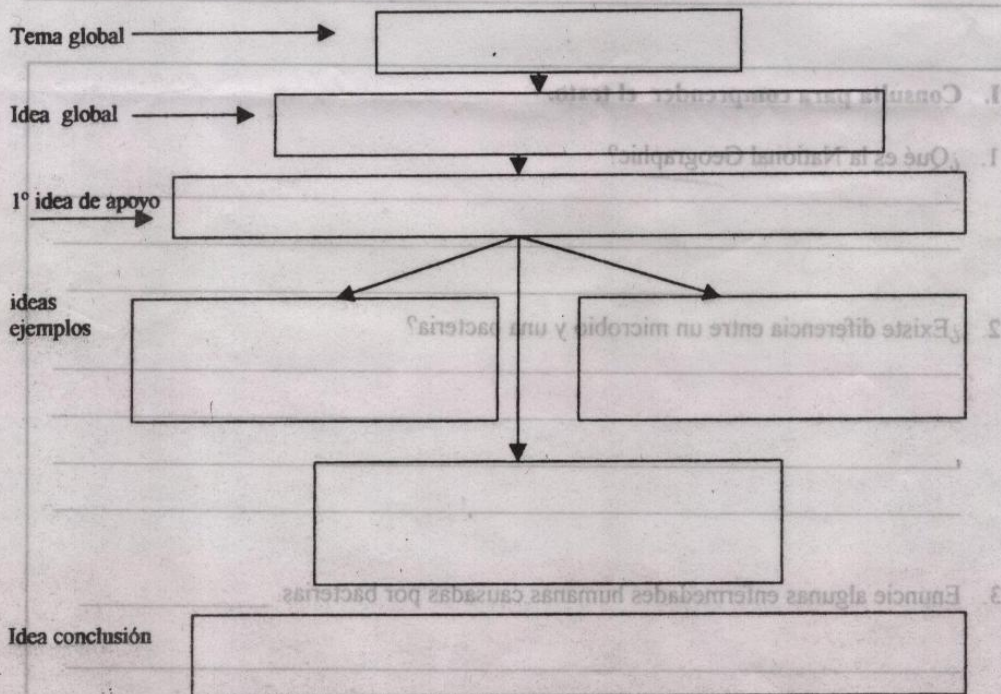 Tema global
I. Consulta para comprender el texto.
Idea global
1. ¿Qué es la National Geographic?
1º idea de apoyo
ideas
ejemplos
2. ¿Existe diferencia entre un microbio y una bacteria?
3. Enuncie algunas enfermedades humanas causadas por bacterias
Idea conclusión